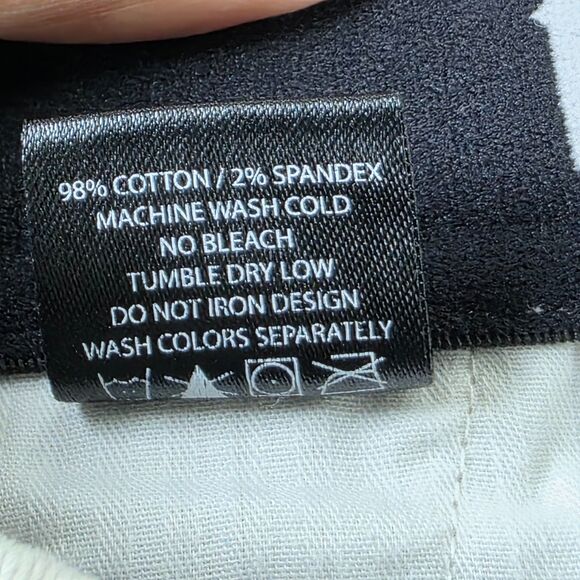 98% COTTON / 2% SPANDEX
MACHINE WASH COLD
NO BLEACH
TUMBLE DRY LOW
DO NOT IRON DESIGN
WASH COLORS SEPARATELY